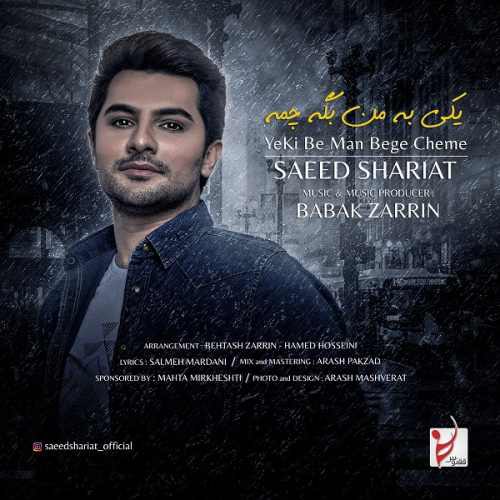 یکی به من بگه چمه
YeKi Be Man Bege Cheme
SAEED SHARIAT
MUSIC & MUSIC PRODUCER :
BABAK ZARRIN
ARRANGEMENT : BEHTASH ZARRIN - HAMED HOSSEINI
LYRICS : SALMEH MARDANI / MIX and MASTERING : ARASH PAKZAD
SPONSORED BY : MAHTA MIRKHESHTI / PHOTO and DESIGN : ARASH MASHVERAT
saeedshariat_official